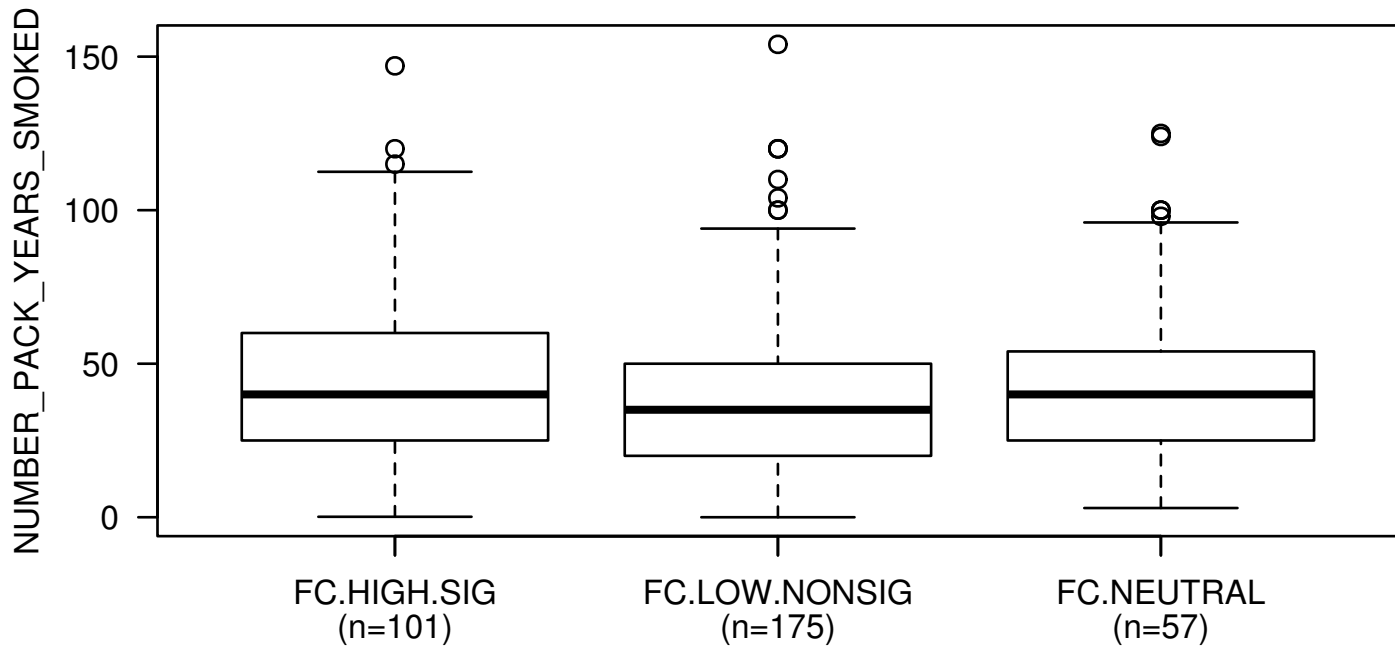 NUMBER_PACK_YEARS_SMOKED
150
100
50
0
FC.HIGH.SIG
(n=101)
FC.LOW.NONSIG
(n=175)
FC.NEUTRAL
(n=57)